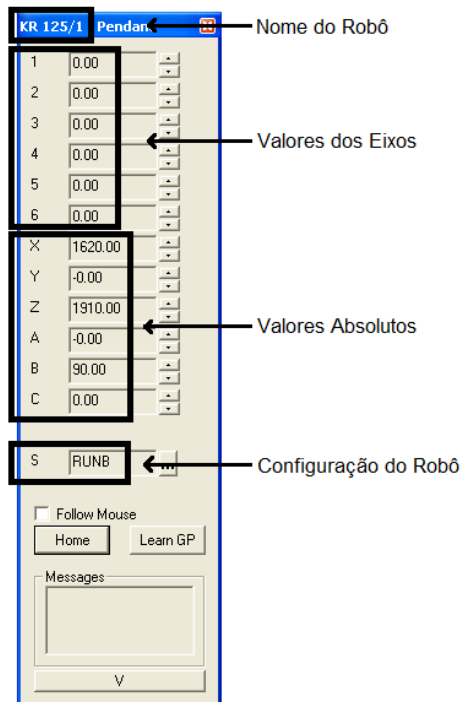 KR 125/1 Pendan Nome do Robô
1 0.00
2 0.00
3 0.00
Valores dos Eixos
4 0.00
5 0.00
6 0.00
X 1620.00
Y -0.00
Z 1910.00
Valores Absolutos
A -0.00
B 90.00
C 0.00
S RUNB ... Configuração do Robô
Follow Mouse
Home Learn GP
Messages
V